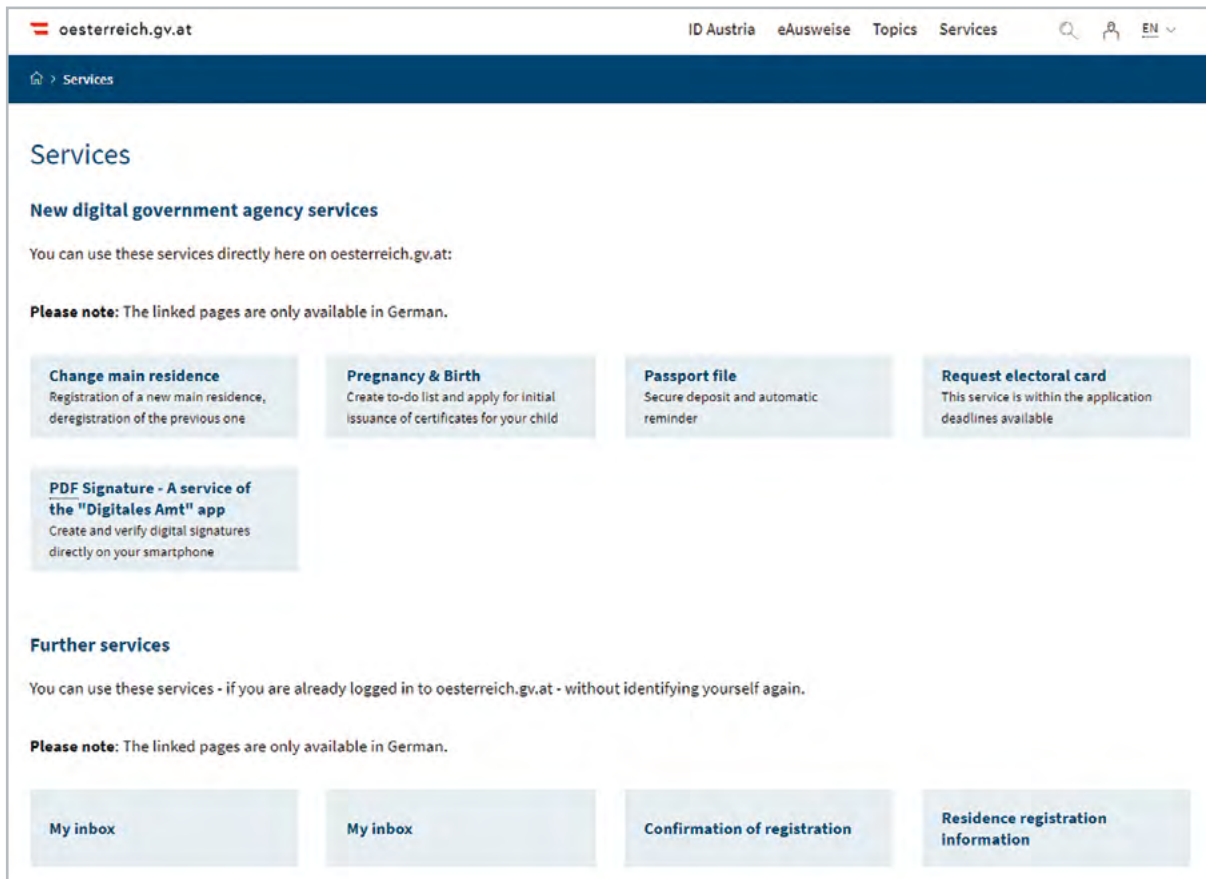 oesterreich.gv.at
ID Austria eAusweise Topics Services EN
> Services
Services
New digital government agency services
You can use these services directly here on oesterreich.gv.at:
Please note: The linked pages are only available in German.
Change main residence
Registration of a new main residence,
deregistration of the previous one
Pregnancy & Birth
Create to-do list and apply for initial
issuance of certificates for your child
Passport file
Secure deposit and automatic
reminder
Request electoral card
This service is within the application
deadlines available
PDF Signature - A service of
the "Digitales Amt" app
Create and verify digital signatures
directly on your smartphone
Further services
You can use these services - if you are already logged in to oesterreich.gv.at - without identifying yourself again.
Please note: The linked pages are only available in German.
My inbox
My inbox
Confirmation of registration
Residence registration
information